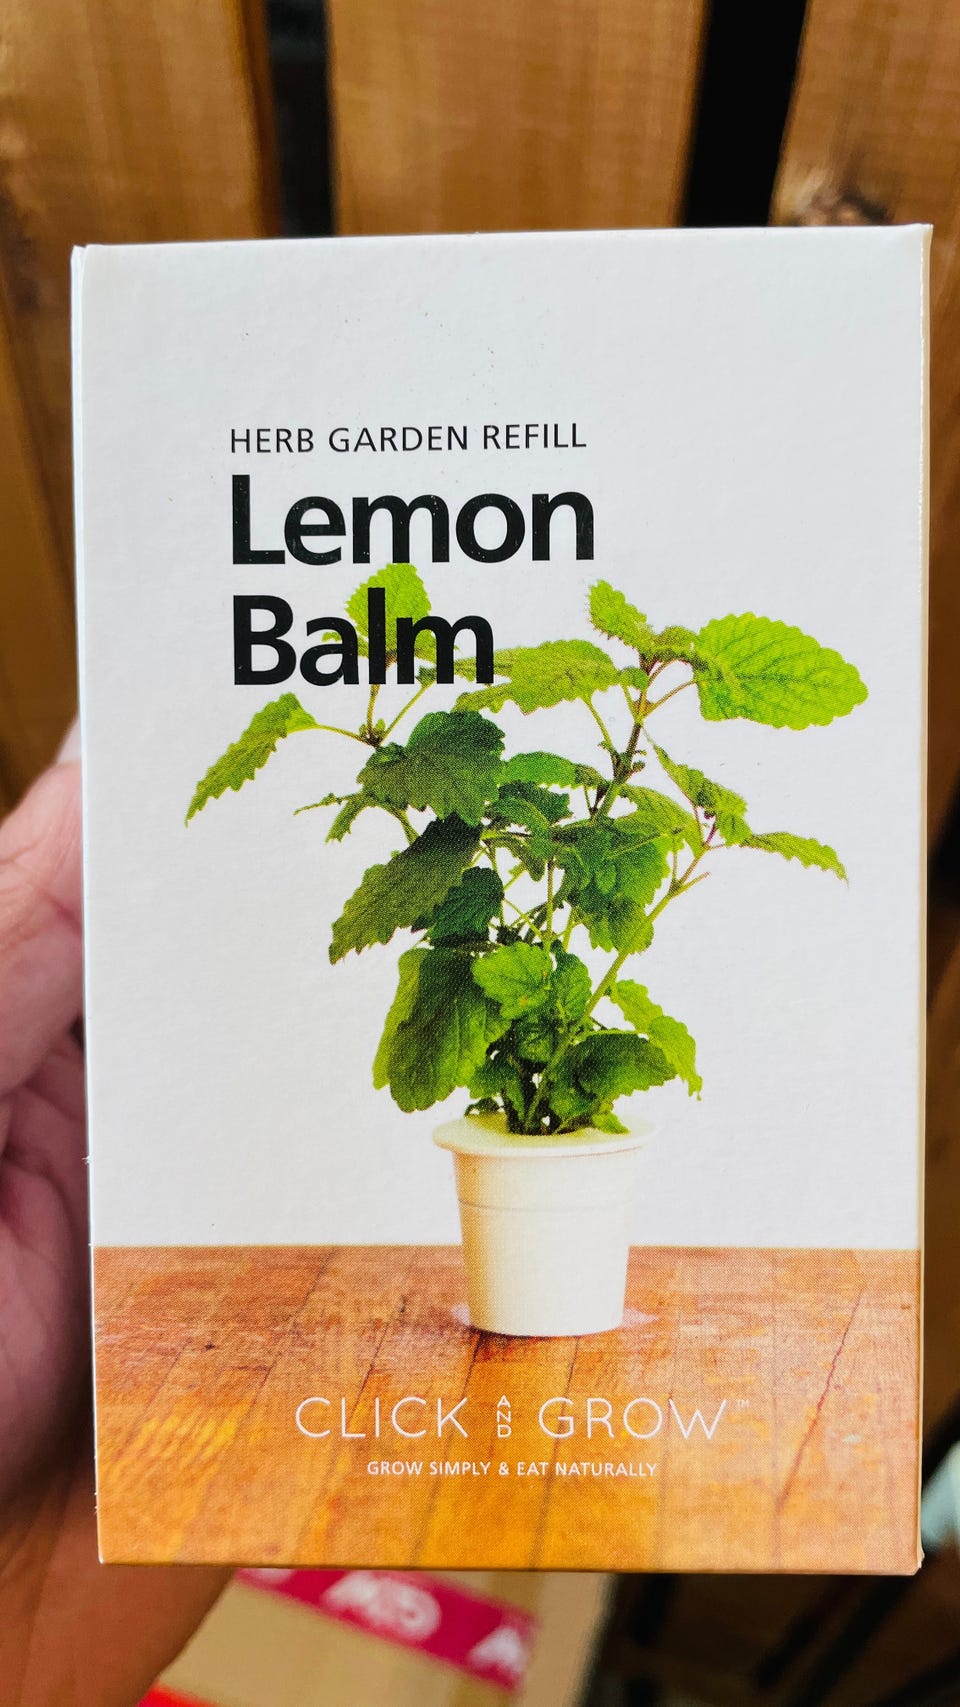 HERB GARDEN REFILL
Lemon
Balm
CLICK AND GROW™
GROW SIMPLY & EAT NATURALLY